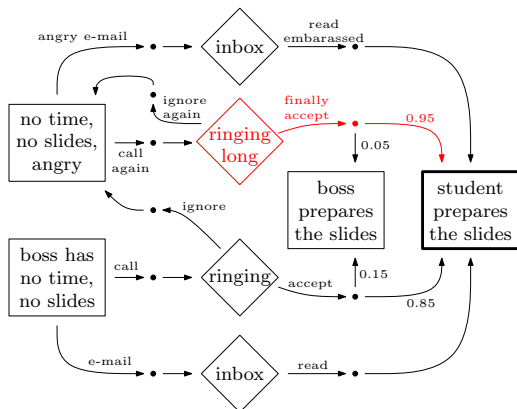 angry e-mail
inbox
read
embarassed
no time,
no slides,
angry
ignore
again
call
again
ringing
long
finally
accept
0.95
0.05
boss
prepares
the slides
student
prepares
the slides
ignore
boss has
no time,
no slides
call
ringing
accept
0.15
0.85
e-mail
inbox
read